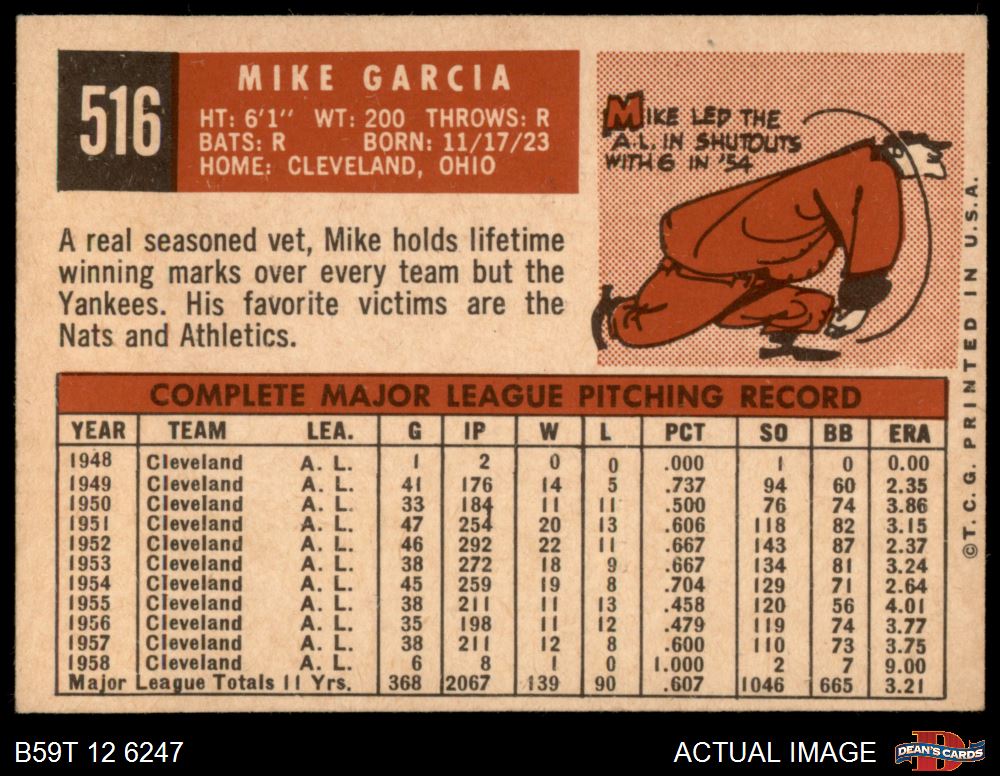 516
MIKE GARCIA
HT: 6'1" WT: 200 THROWS: R
BATS: R BORN: 11/17/23
HOME: CLEVELAND, OHIO
MIKE LED THE
A.L. IN SHUTOUTS
WITH 6 IN '54
A real seasoned vet, Mike holds lifetime
winning marks over every team but the
Yankees. His favorite victims are the
Nats and Athletics.
©T. C. G. PRINTED IN U.S.A.
COMPLETE MAJOR LEAGUE PITCHING RECORD
YEAR TEAM LEA. G IP W L PCT SO BB ERA
1948 Cleveland A. L. 1 2 0 0 .000 1 0 0.00
1949 Cleveland A. L. 41 176 14 5 .737 94 60 2.35
1950 Cleveland A. L. 33 184 11 11 .500 76 74 3.86
1951 Cleveland A. L. 47 254 20 13 .606 118 82 3.15
1952 Cleveland A. L. 46 292 22 11 .667 143 87 2.37
1953 Cleveland A. L. 38 272 18 9 .667 134 81 3.24
1954 Cleveland A. L. 45 259 19 8 .704 129 71 2.64
1955 Cleveland A. L. 38 211 11 13 .458 120 56 4.01
1956 Cleveland A. L. 35 198 11 12 .479 119 74 3.77
1957 Cleveland A. L. 38 211 12 8 .600 110 73 3.75
1958 Cleveland A. L. 6 8 1 0 1.000 2 7 9.00
Major League Totals 11 Yrs. 368 2067 139 90 .607 1046 665 3.21
B59T 12 6247
ACTUAL IMAGE
D
DEAN'S CARDS